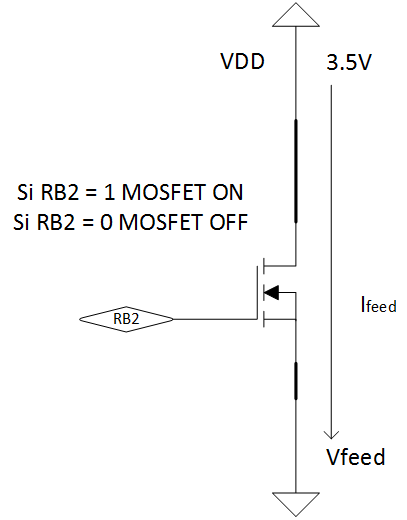 VDD 3.5V
Si RB2 = 1 MOSFET ON
Si RB2 = 0 MOSFET OFF
Ifeed
RB2
Vfeed